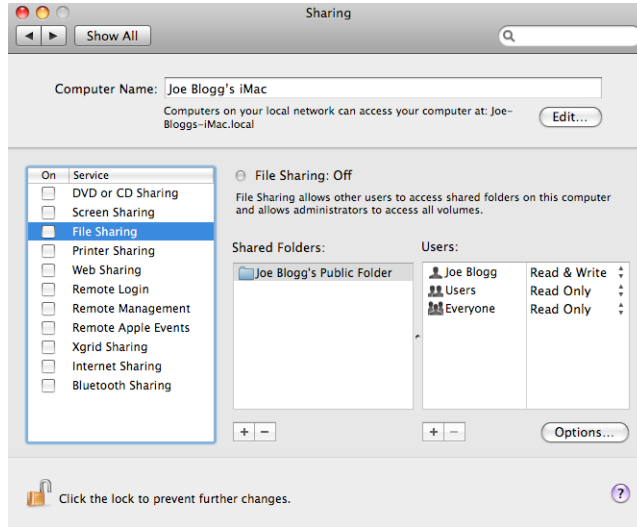 Sharing
Show All
Computer Name: Joe Blogg's iMac
Computers on your local network can access your computer at: Joe-
Bloggs-iMac.local
Edit...
On Service
DVD or CD Sharing
Screen Sharing
File Sharing
Printer Sharing
Web Sharing
Remote Login
Remote Management
Remote Apple Events
Xgrid Sharing
Internet Sharing
Bluetooth Sharing
File Sharing: Off
File Sharing allows other users to access shared folders on this computer
and allows administrators to access all volumes.
Shared Folders:
Joe Blogg's Public Folder
Users:
Joe Blogg Read & Write
Users Read Only
Everyone Read Only
+ −
+ −
Options...
Click the lock to prevent further changes.
?